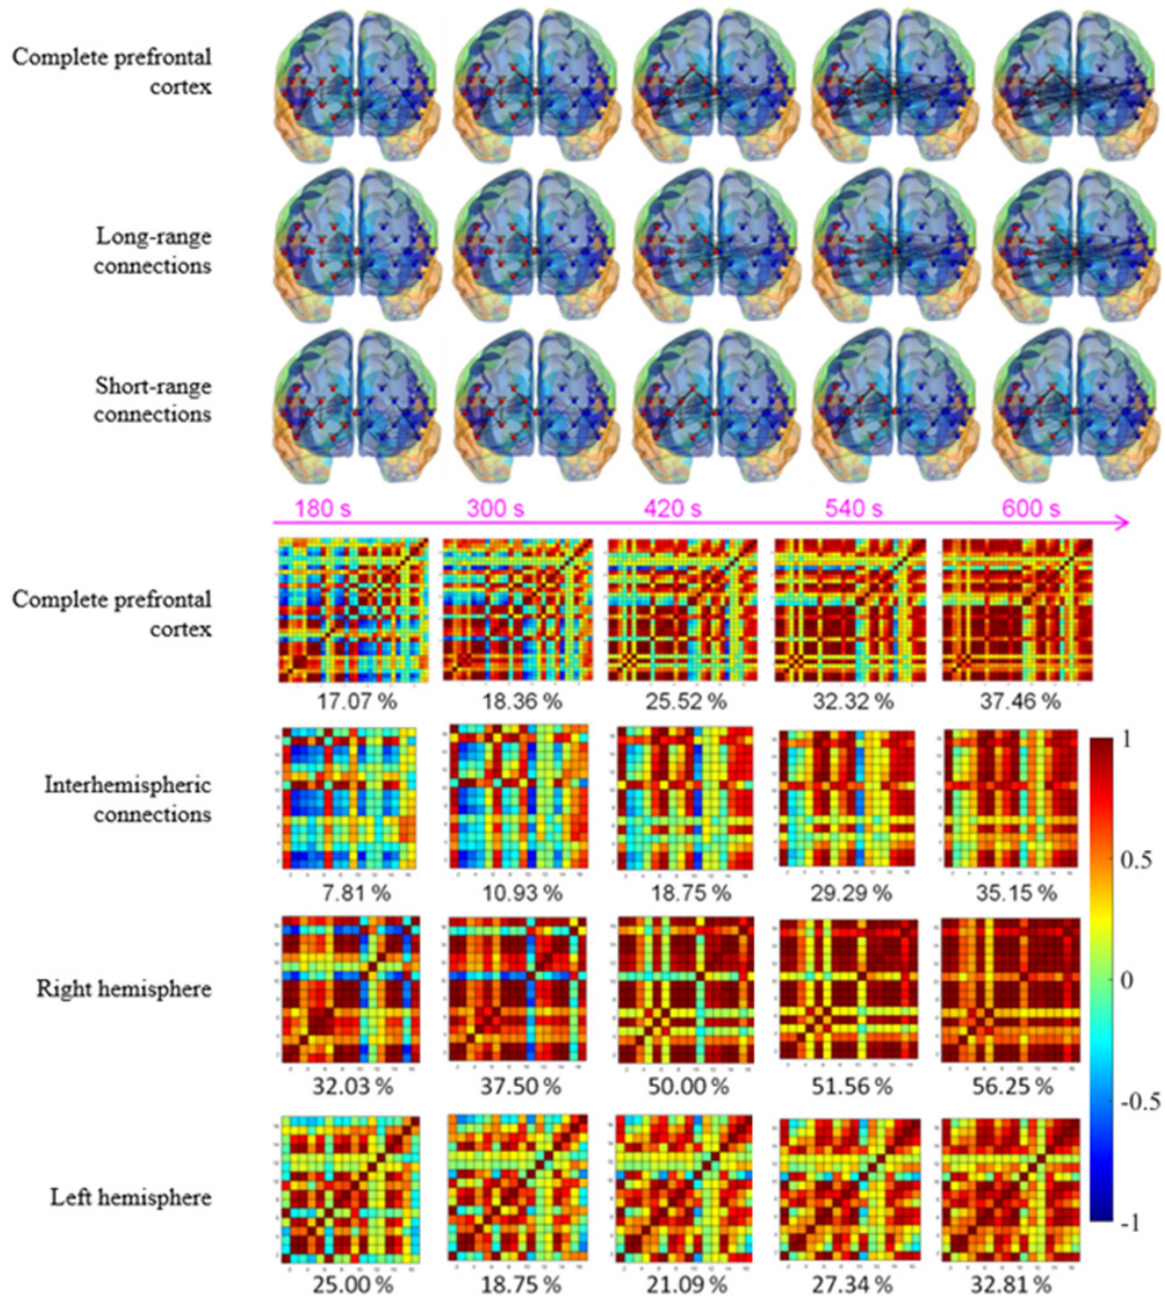 Complete prefrontal
cortex
Long-range
connections
Short-range
connections
180 s 300 s 420 s 540 s 600 s
Complete prefrontal
cortex
17.07 % 18.36 % 25.52 % 32.32 % 37.46 %
Interhemispheric
connections
7.81 % 10.93 % 18.75 % 29.29 % 35.15 %
Right hemisphere
32.03 % 37.50 % 50.00 % 51.56 % 56.25 %
Left hemisphere
25.00 % 18.75 % 21.09 % 27.34 % 32.81 %
1
0.5
0
-0.5
-1